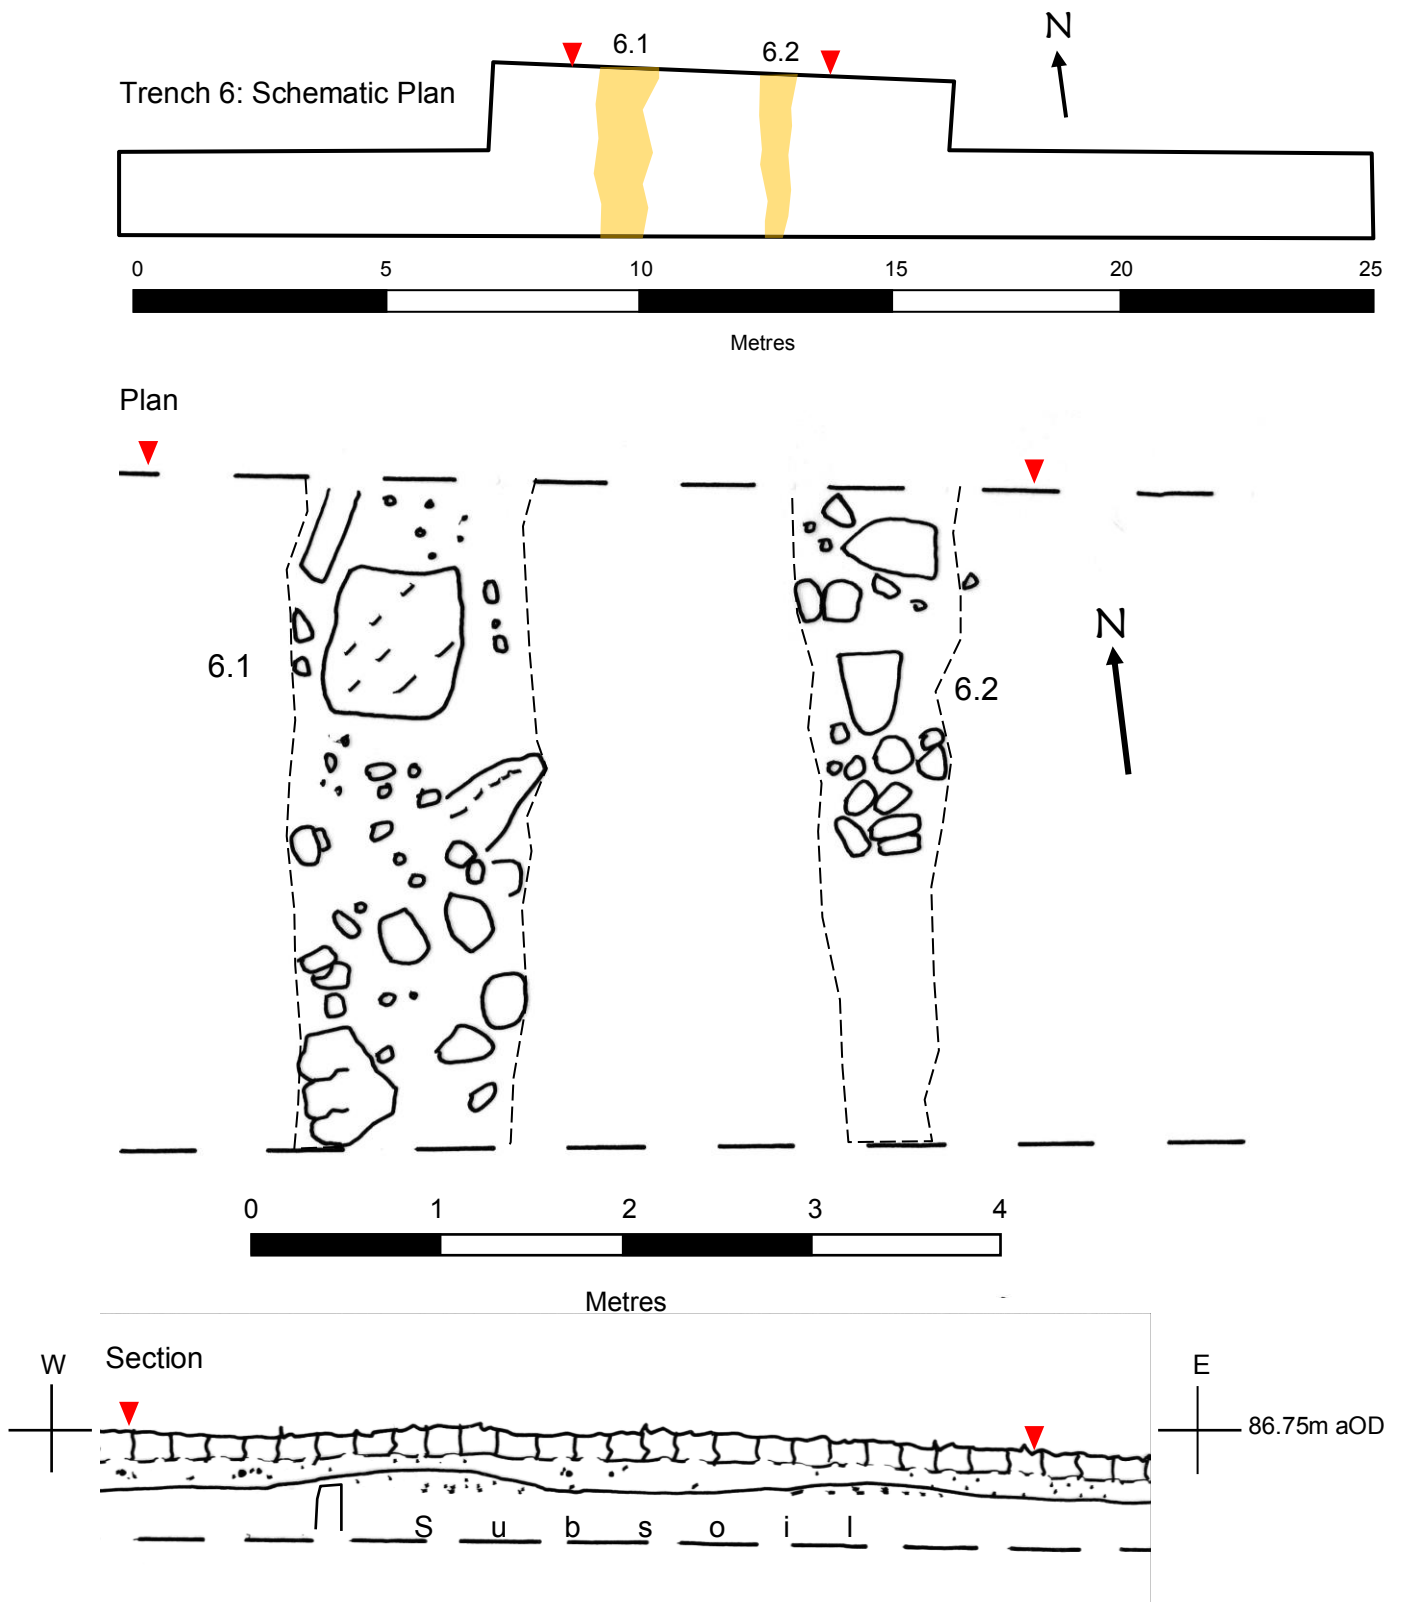 N
6.1
6.2
Trench 6: Schematic Plan
0 5 10 15 20 25
Metres
Plan
N
6.1
6.2
0 1 2 3 4
Metres
Section
W
E
86.75m aOD
S u b s o i l